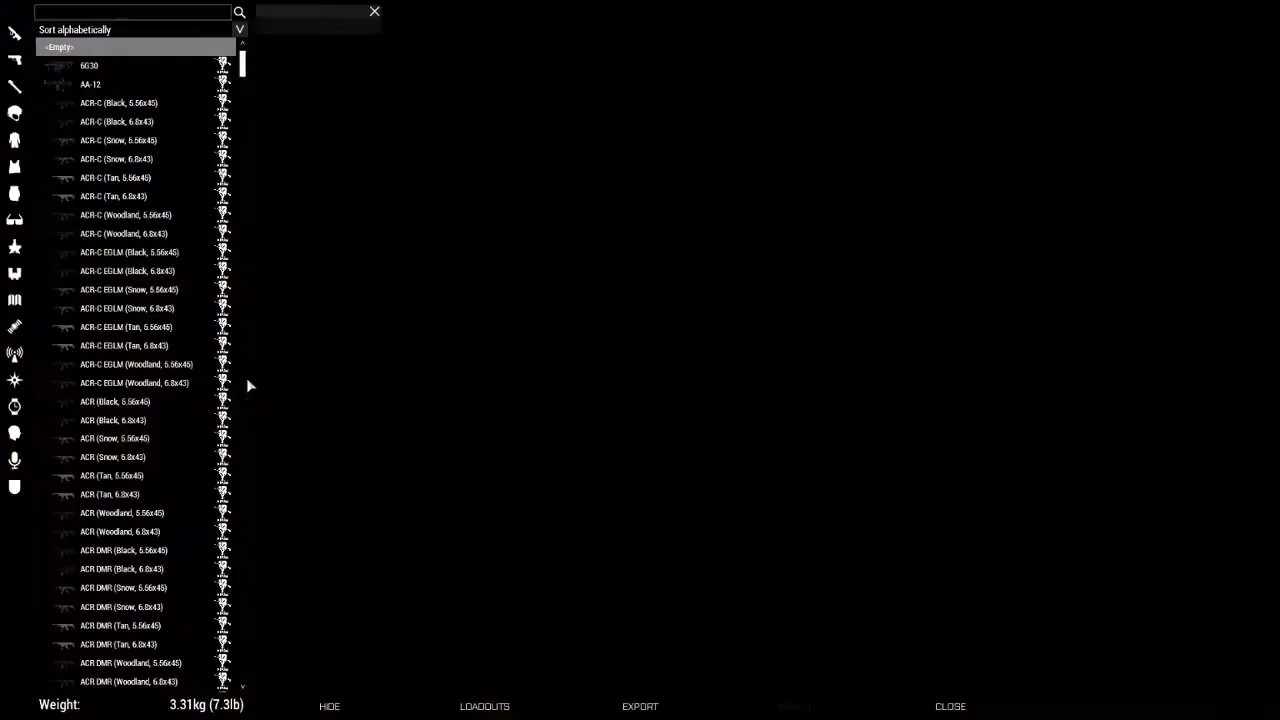 Sort alphabetically
<Empty>
6G30
AA-12
ACR-C (Black, 5.56x45)
ACR-C (Black, 6.8x43)
ACR-C (Snow, 5.56x45)
ACR-C (Snow, 6.8x43)
ACR-C (Tan, 5.56x45)
ACR-C (Tan, 6.8x43)
ACR-C (Woodland, 5.56x45)
ACR-C (Woodland, 6.8x43)
ACR-C EGLM (Black, 5.56x45)
ACR-C EGLM (Black, 6.8x43)
ACR-C EGLM (Snow, 5.56x45)
ACR-C EGLM (Snow, 6.8x43)
ACR-C EGLM (Tan, 5.56x45)
ACR-C EGLM (Tan, 6.8x43)
ACR-C EGLM (Woodland, 5.56x45)
ACR-C EGLM (Woodland, 6.8x43)
ACR (Black, 5.56x45)
ACR (Black, 6.8x43)
ACR (Snow, 5.56x45)
ACR (Snow, 6.8x43)
ACR (Tan, 5.56x45)
ACR (Tan, 6.8x43)
ACR (Woodland, 5.56x45)
ACR (Woodland, 6.8x43)
ACR DMR (Black, 5.56x45)
ACR DMR (Black, 6.8x43)
ACR DMR (Snow, 5.56x45)
ACR DMR (Snow, 6.8x43)
ACR DMR (Tan, 5.56x45)
ACR DMR (Tan, 6.8x43)
ACR DMR (Woodland, 5.56x45)
ACR DMR (Woodland, 6.8x43)
Weight: 3.31kg (7.3lb)
HIDE LOADOUTS EXPORT CLOSE